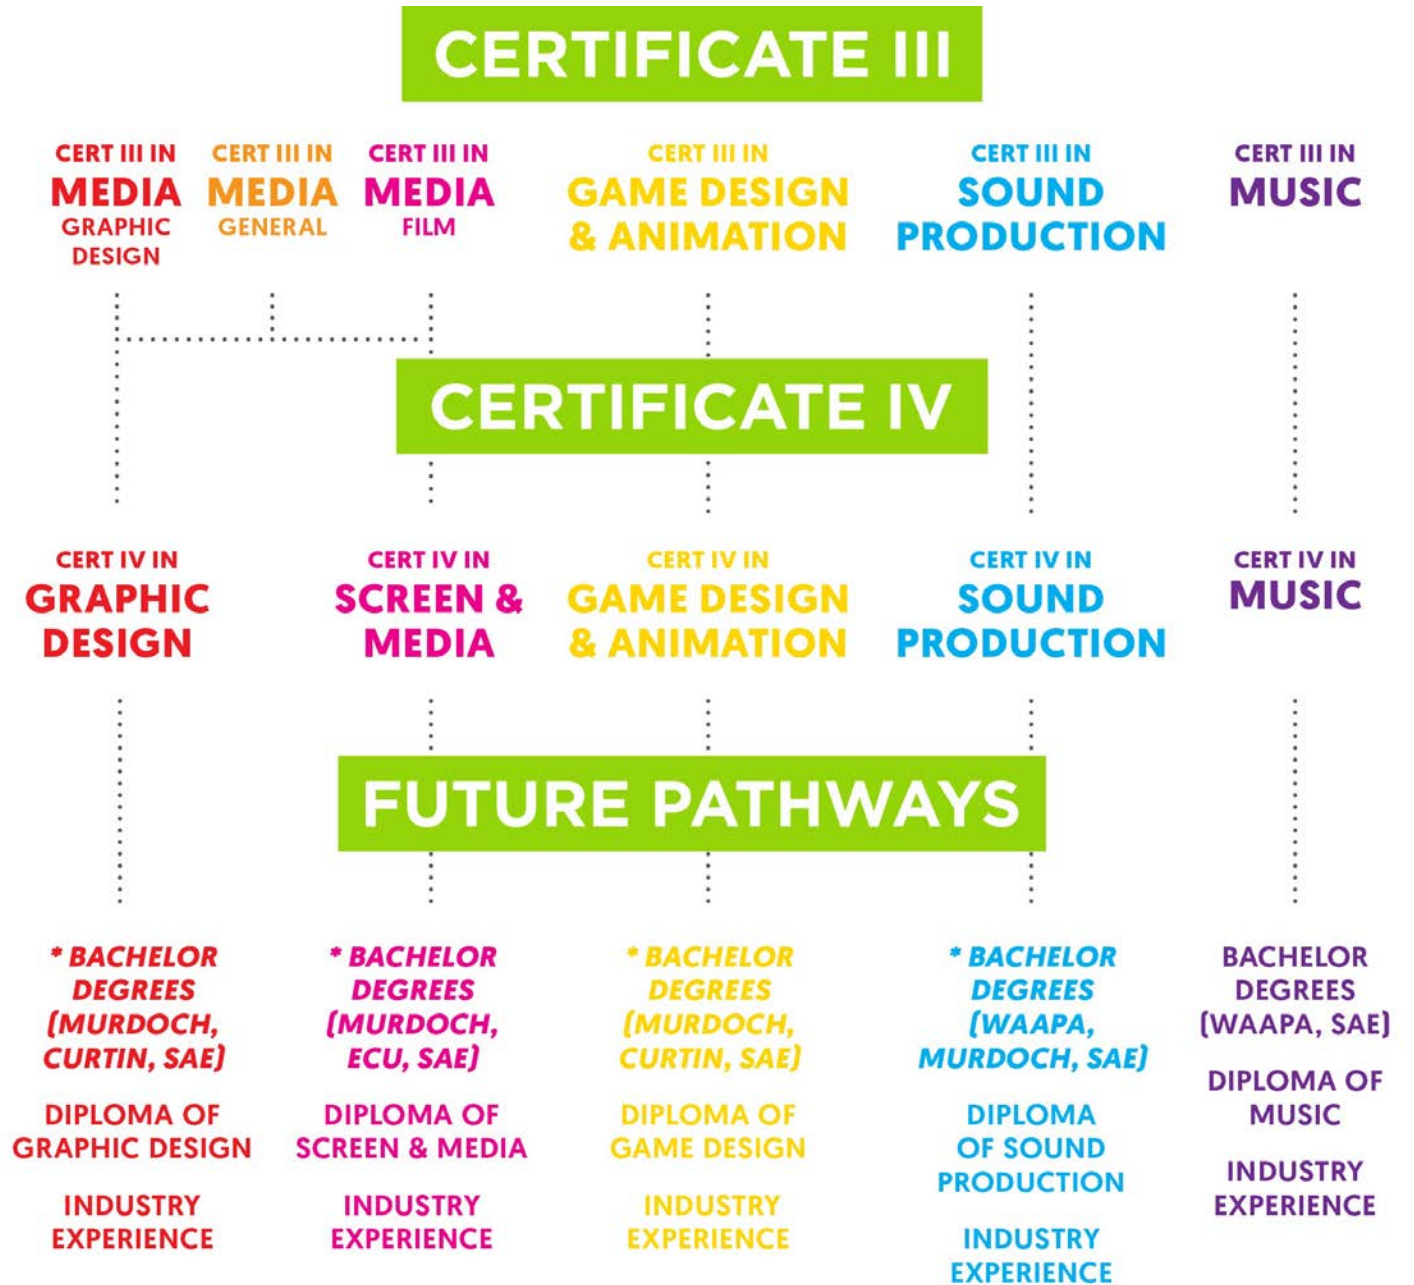 CERTIFICATE III
CERT III IN
MEDIA
GRAPHIC
DESIGN
CERT III IN
MEDIA
GENERAL
CERT III IN
MEDIA
FILM
CERT III IN
GAME DESIGN
& ANIMATION
CERT III IN
SOUND
PRODUCTION
CERT III IN
MUSIC
CERTIFICATE IV
CERT IV IN
GRAPHIC
DESIGN
CERT IV IN
SCREEN &
MEDIA
CERT IV IN
GAME DESIGN
& ANIMATION
CERT IV IN
SOUND
PRODUCTION
CERT IV IN
MUSIC
FUTURE PATHWAYS
* BACHELOR
DEGREES
(MURDOCH,
CURTIN, SAE)
DIPLOMA OF
GRAPHIC DESIGN
INDUSTRY
EXPERIENCE
* BACHELOR
DEGREES
(MURDOCH,
ECU, SAE)
DIPLOMA OF
SCREEN & MEDIA
INDUSTRY
EXPERIENCE
* BACHELOR
DEGREES
(MURDOCH,
CURTIN, SAE)
DIPLOMA OF
GAME DESIGN
INDUSTRY
EXPERIENCE
* BACHELOR
DEGREES
(WAAPA,
MURDOCH, SAE)
DIPLOMA
OF SOUND
PRODUCTION
INDUSTRY
EXPERIENCE
BACHELOR
DEGREES
(WAAPA, SAE)
DIPLOMA OF
MUSIC
INDUSTRY
EXPERIENCE